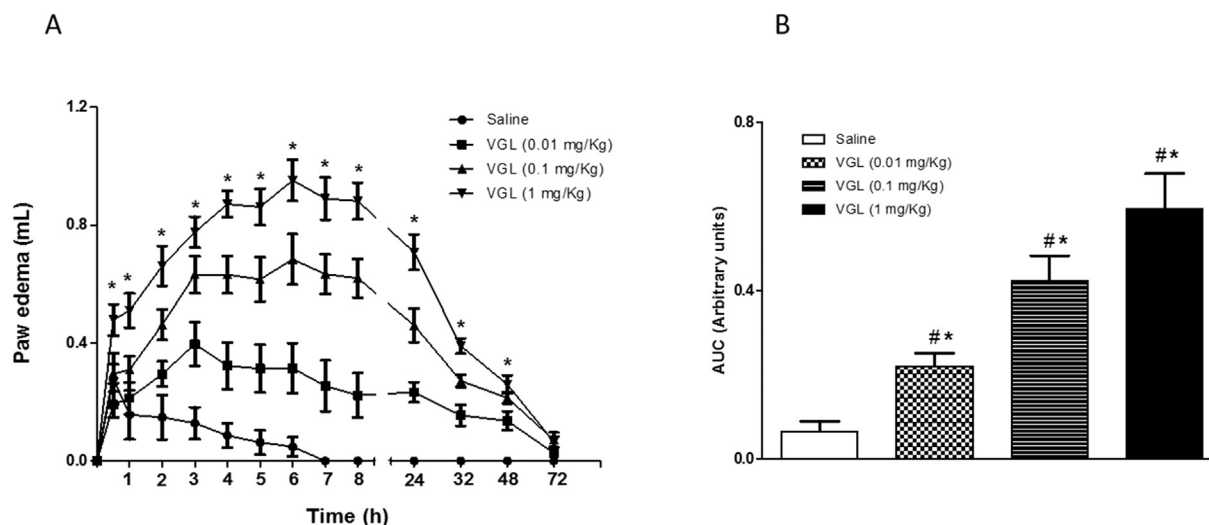 A
B
1.2
0.8
0.4
0.0
Paw edema (mL)
* * * * * * * * * * * * *
Saline
VGL (0.01 mg/Kg)
VGL (0.1 mg/Kg)
VGL (1 mg/Kg)
1 2 3 4 5 6 7 8 24 32 48 72
Time (h)
0.8
0.4
0.0
AUC (Arbitrary units)
Saline
VGL (0.01 mg/Kg)
VGL (0.1 mg/Kg)
VGL (1 mg/Kg)
#*
#*
#*